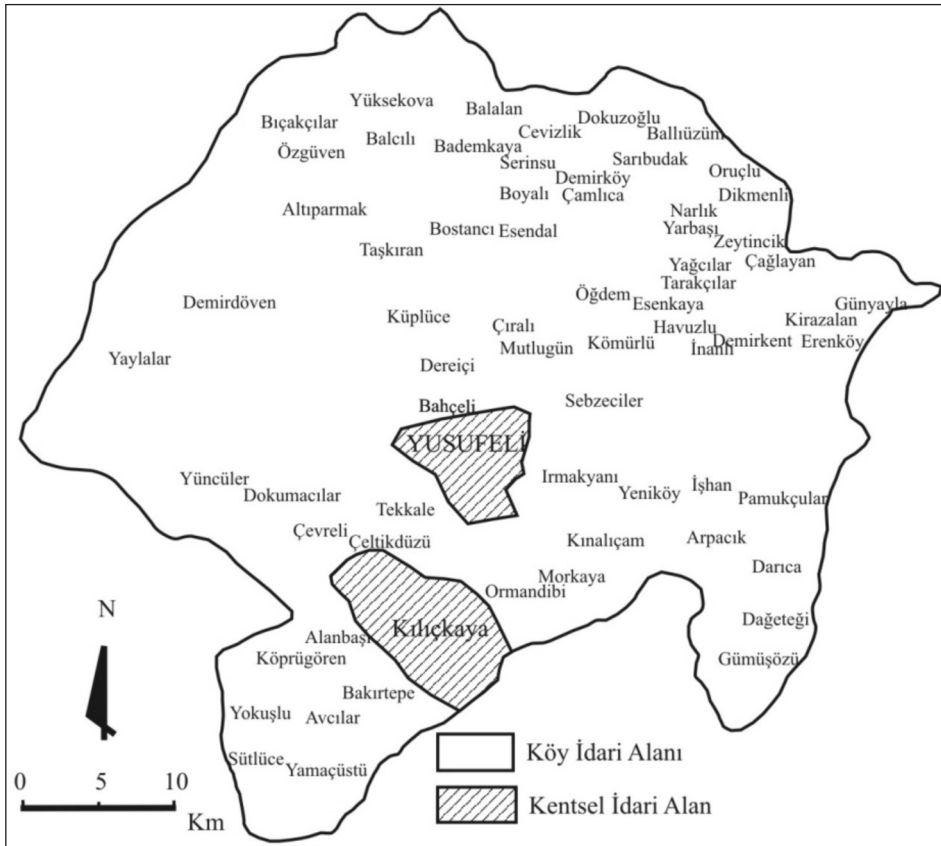 Yüksekova
Balalan
Dokuzoğlu
Bıçakçılar
Cevizlik
Ballıüzüm
Balcılı
Bademkaya
Özgüven
Serinsu
Sarıbudak
Oruçlu
Demirköy
Boyalı
Çamlıca
Dikmenli
Altıparmak
Narlık
Bostancı
Esendal
Yarbaşı
Zeytincik
Taşkıran
Yağcılar
Çağlayan
Tarakçılar
Öğdem
Demirdöven
Esenkaya
Günyayla
Küplüce
Kirazalan
Çıralı
Havuzlu
Kömürlü
Demirkent
Erenköy
Mutlugün
İnanlı
Yaylalar
Dereiçi
Bahçeli
Sebzeciler
YUSUFELİ
Yüncüler
Irmakyanı
İşhan
Dokumacılar
Yeniköy
Pamukçular
Tekkale
Çevreli
Çeltikdüzü
Kınalıçam
Arpacık
Darıca
Morkaya
Ormandibi
N
Dağeteği
Kılıçkaya
Alanbaşı
Köprügören
Gümüşözü
Bakırtepe
Yokuşlu
Avcılar
Sütlüce
Yamaçüstü
Köy İdari Alanı
0 5 10
Kentsel İdari Alan
Km